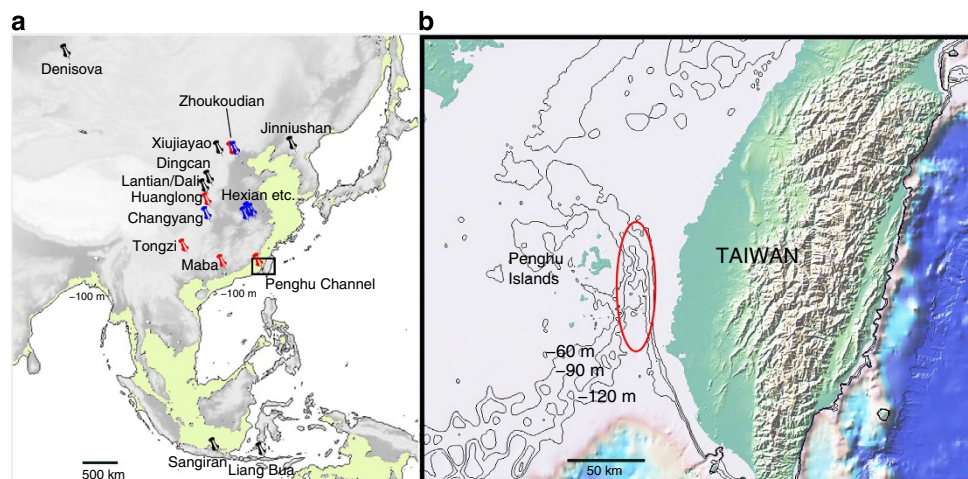 a
Denisova
Zhoukoudian
Xiujiayao
Jinniushan
Dingcan
Lantian/Dali
Huanglong
Hexian etc.
Changyang
Tongzi
Maba
Penghu Channel
−100 m
−100 m
Sangiran
Liang Bua
500 km
b
Penghu
Islands
TAIWAN
−60 m
−90 m
−120 m
50 km